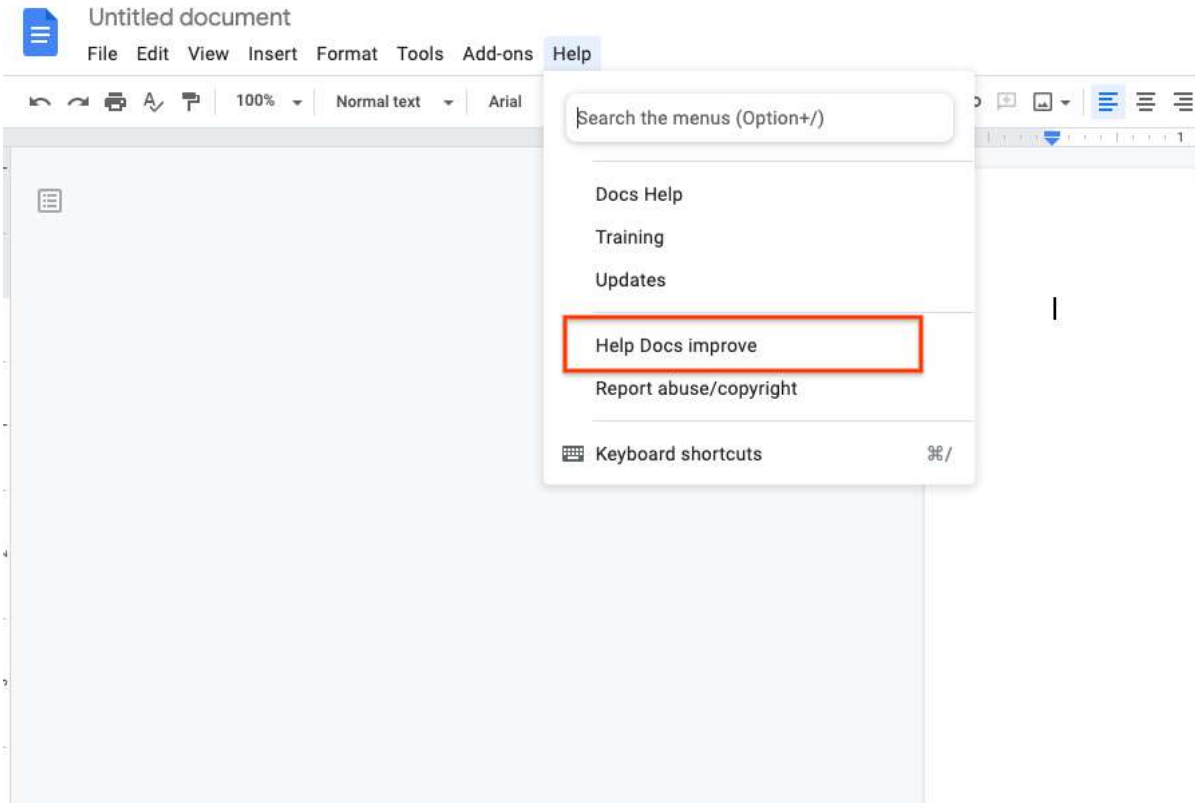 Untitled document
File Edit View Insert Format Tools Add-ons Help
100% Normal text Arial
Search the menus (Option+/)
1
Docs Help
Training
Updates
Help Docs improve
Report abuse/copyright
Keyboard shortcuts ⌘/